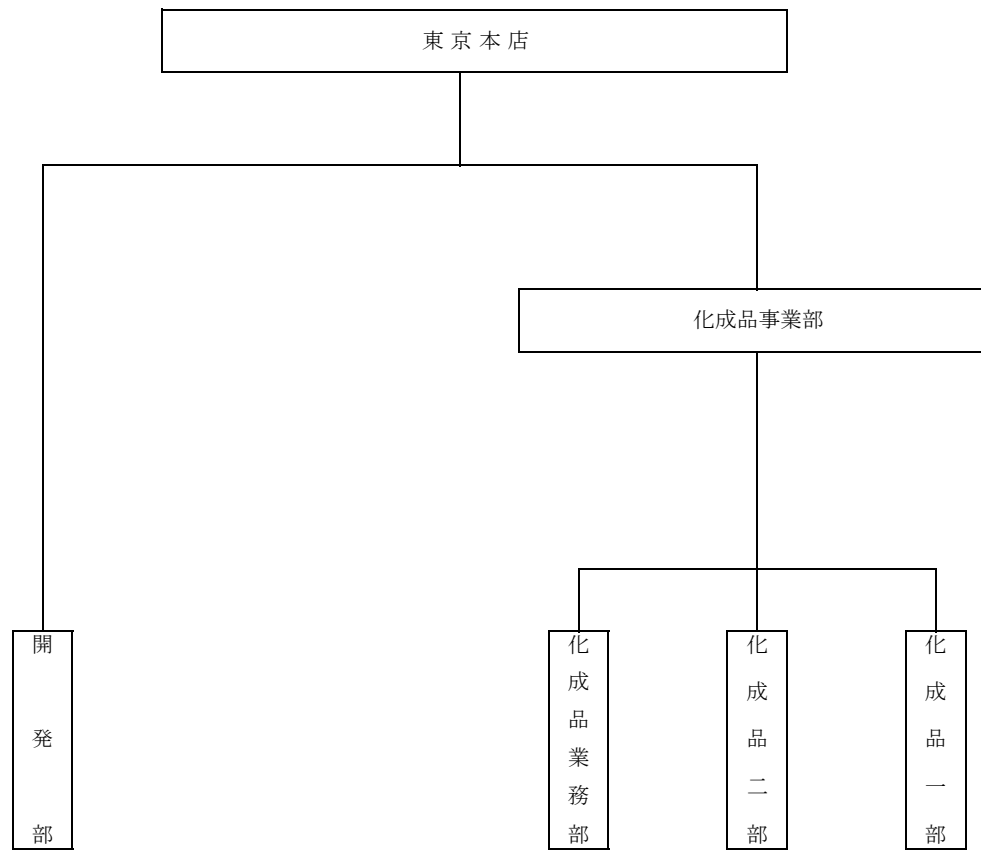 東京本店
化成品事業部
開発部
化成品業務部
化成品二部
化成品一部